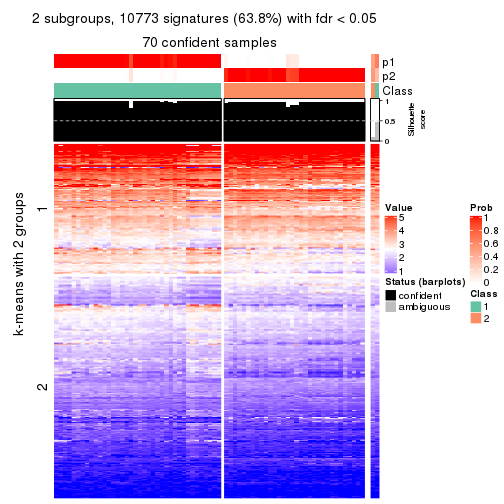 2 subgroups, 10773 signatures (63.8%) with fdr < 0.05
70 confident samples
p1
p2
Class
1
0.5
0
Silhouette
score
k-means with 2 groups
1
2
Value
5
4
3
2
1
Prob
1
0.8
0.6
0.4
0.2
0
Status (barplots)
confident
ambiguous
Class
1
2